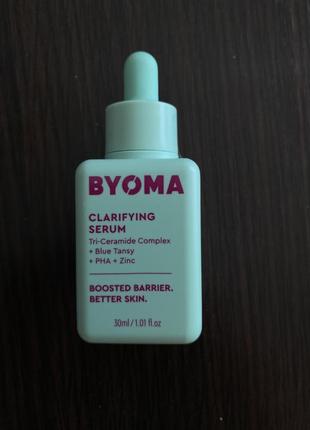 BYOMA
CLARIFYING
SERUM
Tri-Ceramide Complex
+ Blue Tansy
+ PHA + Zinc
BOOSTED BARRIER.
BETTER SKIN.
30ml/1.01 fl.oz